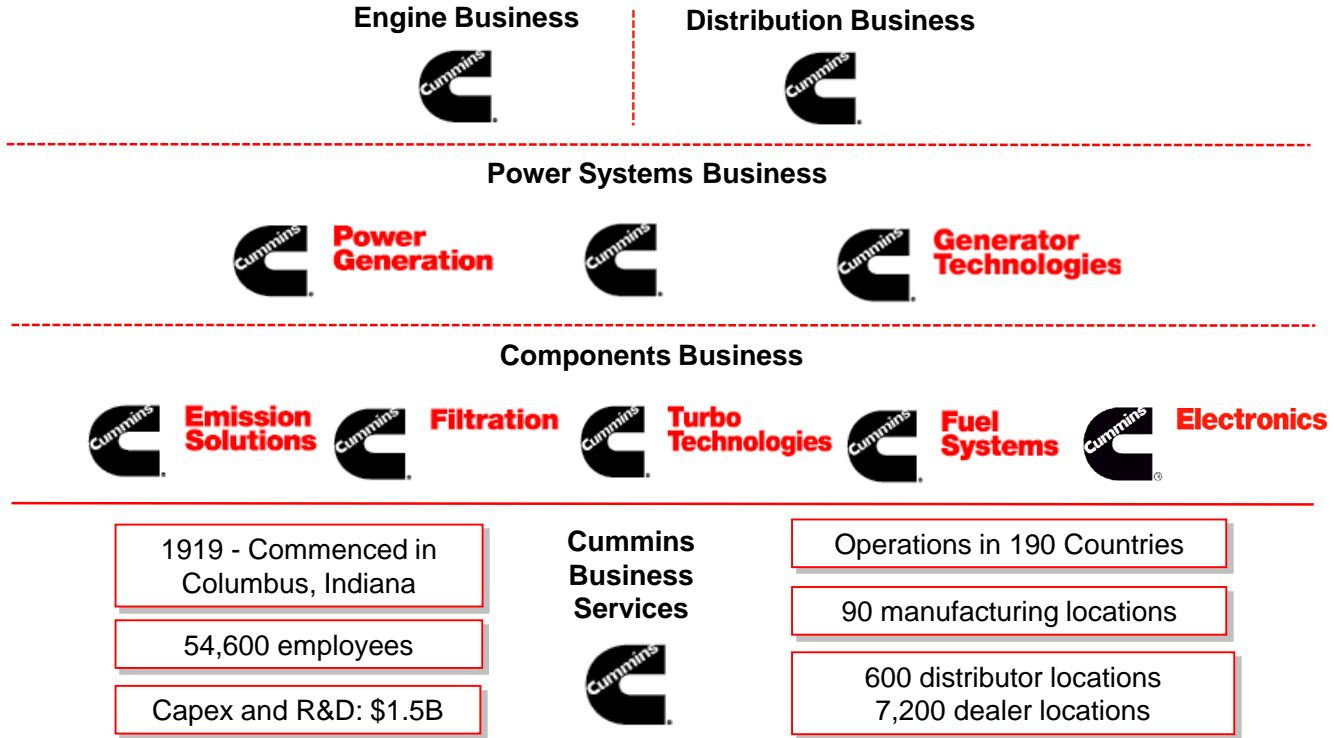 Engine Business
Distribution Business
Cummins
Cummins
Power Systems Business
Cummins
Power
Generation
Cummins
Cummins
Generator
Technologies
Components Business
Cummins
Emission
Solutions
Cummins
Filtration
Cummins
Turbo
Technologies
Cummins
Fuel
Systems
Cummins
Electronics
®
1919 - Commenced in
Columbus, Indiana
54,600 employees
Capex and R&D: $1.5B
Cummins
Business
Services
Cummins
Operations in 190 Countries
90 manufacturing locations
600 distributor locations
7,200 dealer locations